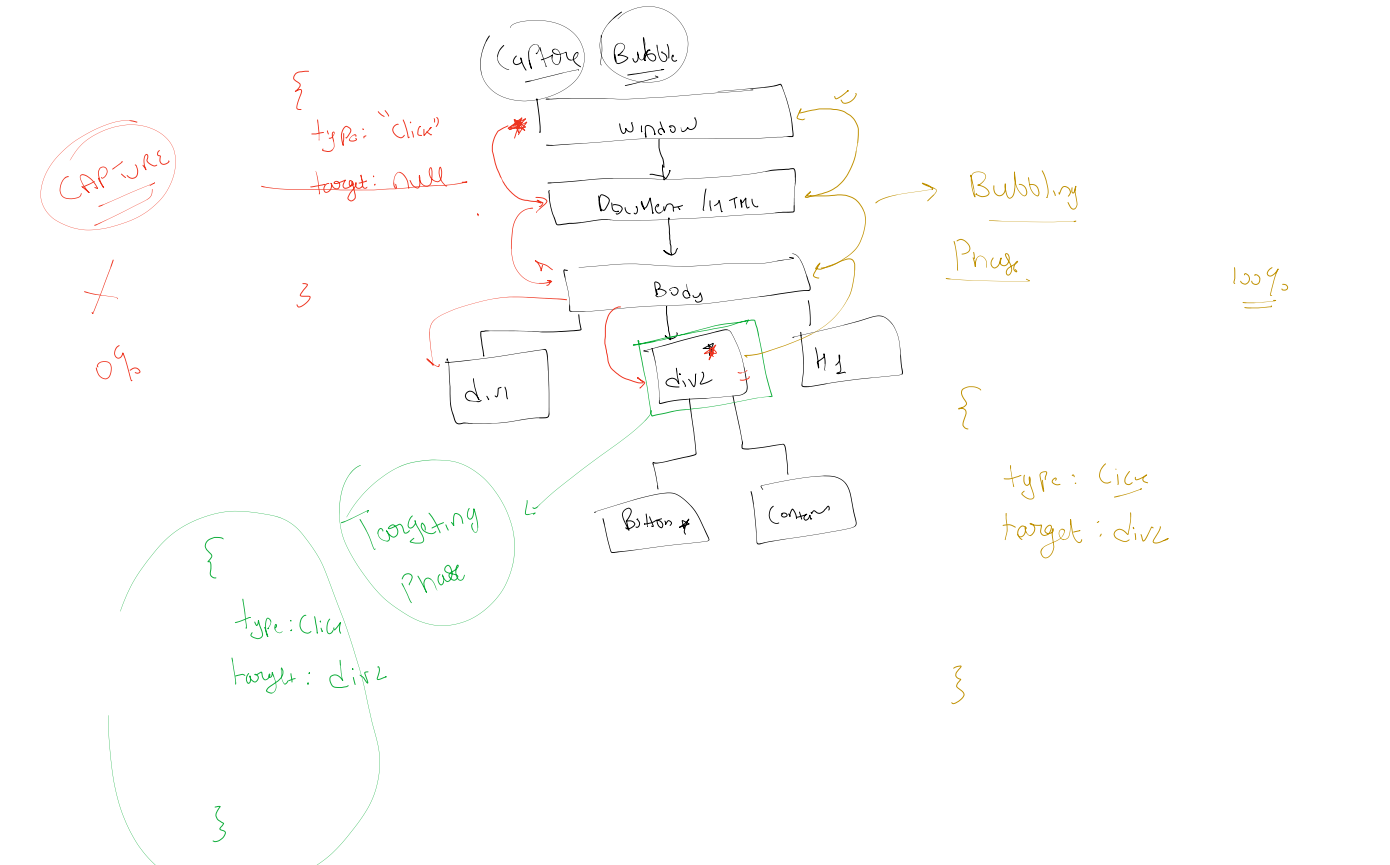 Capture
Bubble
{
type: "Click"
target: null
}
CAPTURE
X
0%
Window
Document / HTML
Body
div1
div2
H1
Button
Bubbling
Phase
100%
{
type: Click
target: div2
}
Targeting
Phase
{
type: Click
target: div2
}